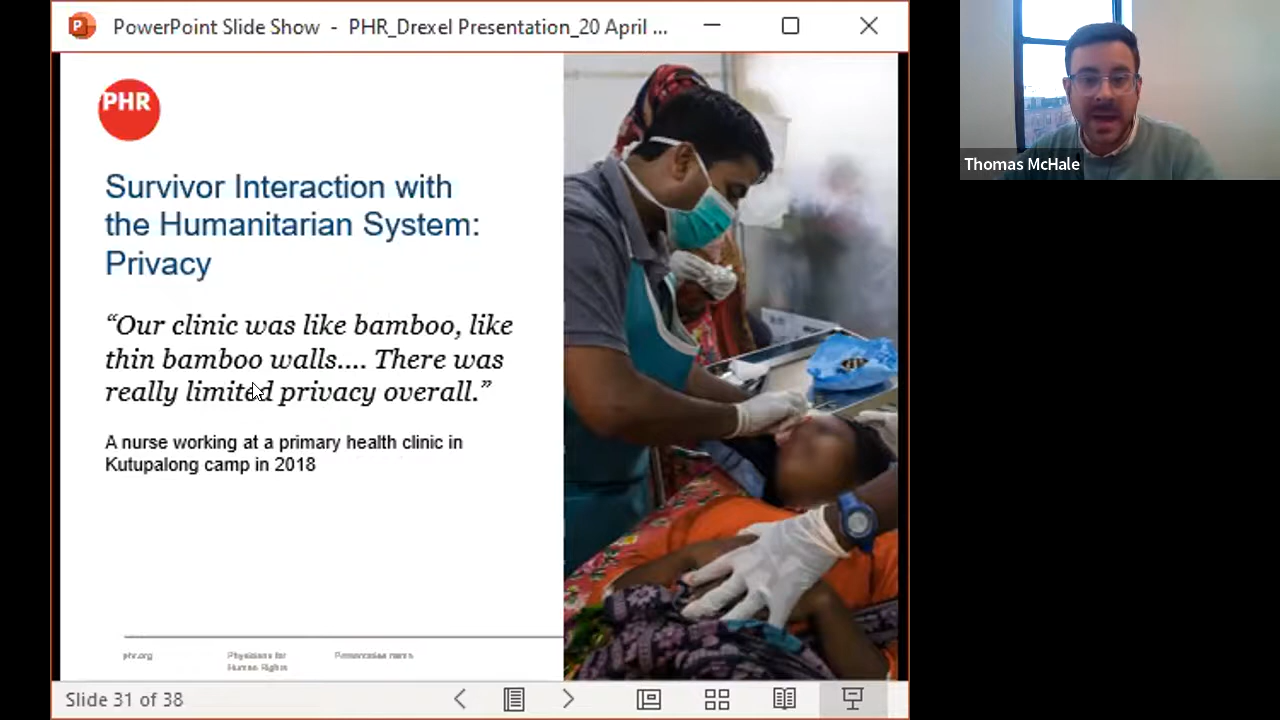 PowerPoint Slide Show - PHR_Drexel Presentation_20 April ...
PHR
Survivor Interaction with
the Humanitarian System:
Privacy
“Our clinic was like bamboo, like
thin bamboo walls.... There was
really limited privacy overall.”
A nurse working at a primary health clinic in
Kutupalong camp in 2018
phr.org
Physicians for
Human Rights
Presentation name
Slide 31 of 38
Thomas McHale